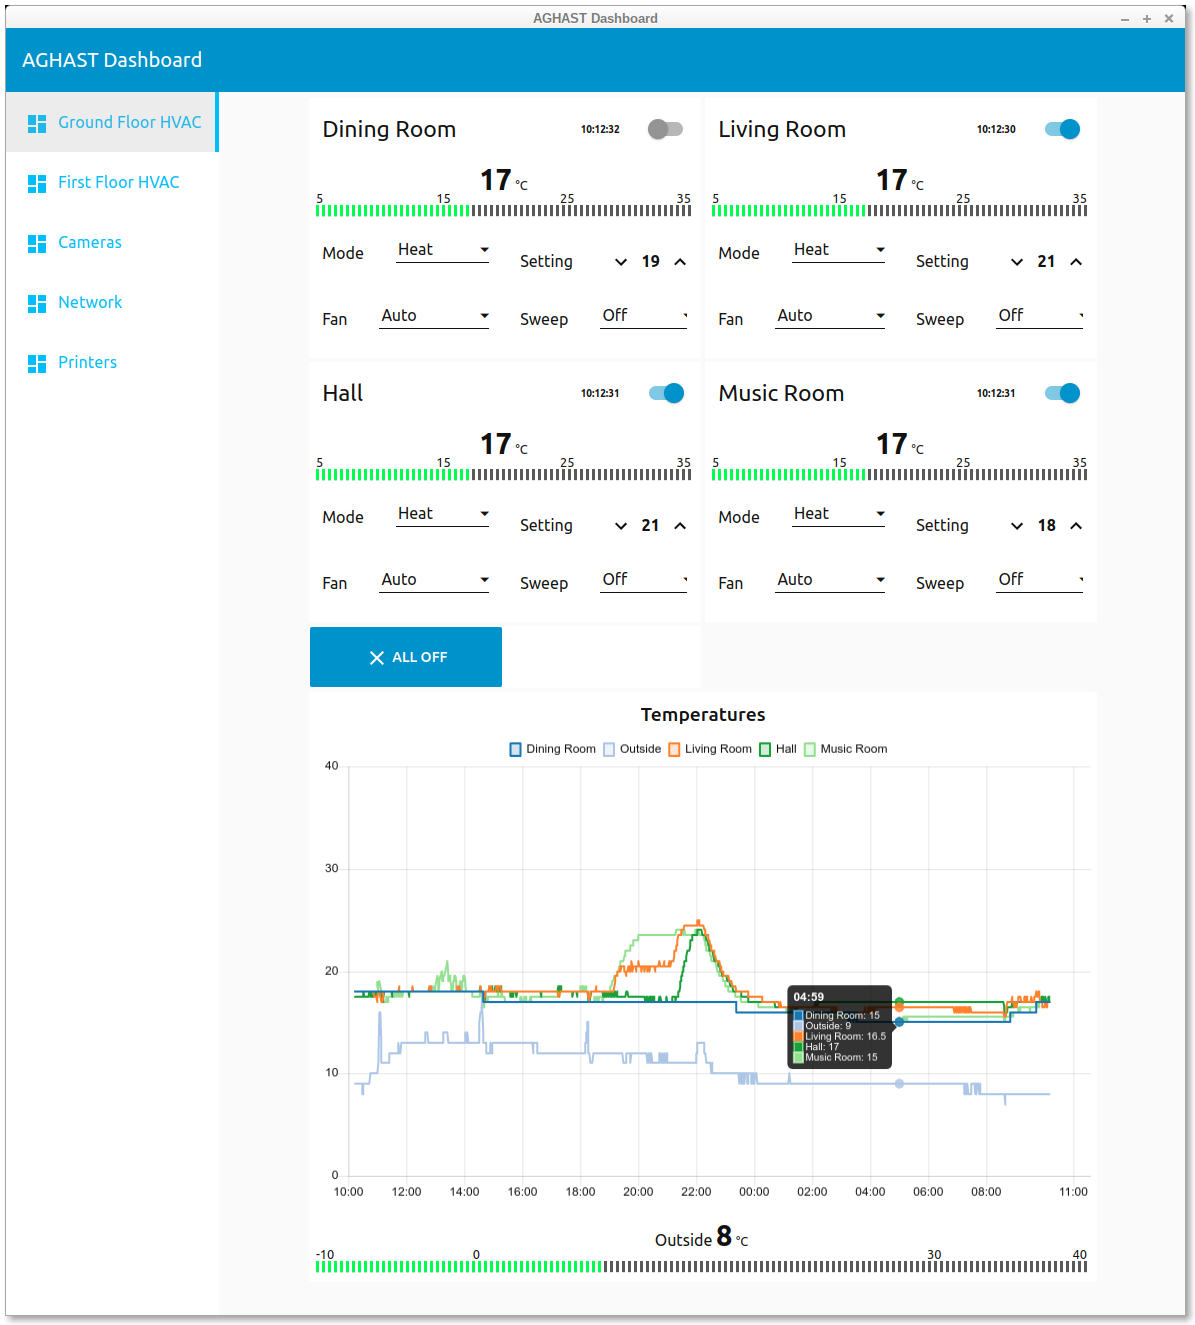 AGHAST Dashboard
AGHAST Dashboard
Ground Floor HVAC
First Floor HVAC
Cameras
Network
Printers
Dining Room 10:12:32
17 °C
5 15 25 35
Mode Heat Setting 19
Fan Auto Sweep Off
Living Room 10:12:30
17 °C
5 15 25 35
Mode Heat Setting 21
Fan Auto Sweep Off
Hall 10:12:31
17 °C
5 15 25 35
Mode Heat Setting 21
Fan Auto Sweep Off
Music Room 10:12:31
17 °C
5 15 25 35
Mode Heat Setting 18
Fan Auto Sweep Off
ALL OFF
Temperatures
Dining Room Outside Living Room Hall Music Room
40
30
20
10
0
04:59
Dining Room: 15
Outside: 9
Living Room: 16.5
Hall: 17
Music Room: 15
10:00 12:00 14:00 16:00 18:00 20:00 22:00 00:00 02:00 04:00 06:00 08:00 11:00
Outside 8 °C
-10 0 30 40